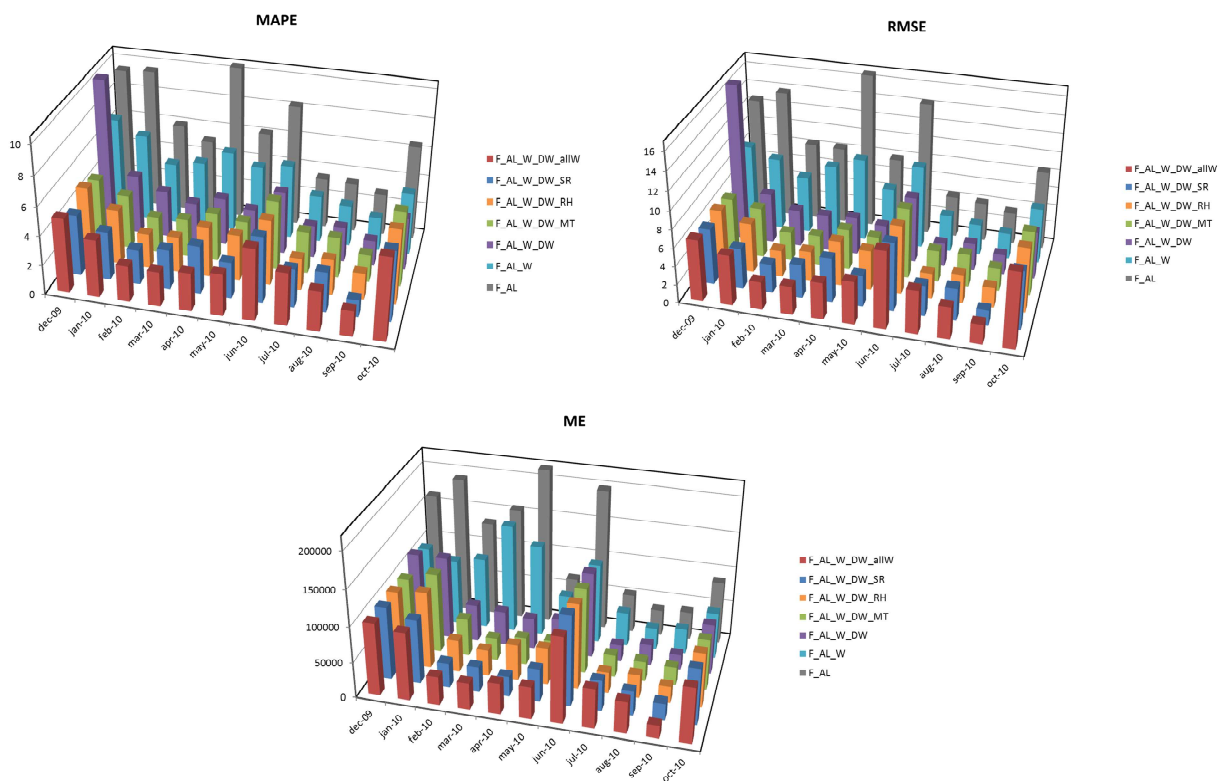 MAPE
10
8
6
4
2
0
dec-09
jan-10
feb-10
mar-10
apr-10
may-10
jun-10
jul-10
aug-10
sep-10
oct-10
F_AL_W_DW_allW
F_AL_W_DW_SR
F_AL_W_DW_RH
F_AL_W_DW_MT
F_AL_W_DW
F_AL_W
F_AL
RMSE
16
14
12
10
8
6
4
2
0
dec-09
jan-10
feb-10
mar-10
apr-10
may-10
jun-10
jul-10
aug-10
sep-10
oct-10
F_AL_W_DW_allW
F_AL_W_DW_SR
F_AL_W_DW_RH
F_AL_W_DW_MT
F_AL_W_DW
F_AL_W
F_AL
ME
200000
150000
100000
50000
0
dec-09
jan-10
feb-10
mar-10
apr-10
may-10
jun-10
jul-10
aug-10
sep-10
oct-10
F_AL_W_DW_allW
F_AL_W_DW_SR
F_AL_W_DW_RH
F_AL_W_DW_MT
F_AL_W_DW
F_AL_W
F_AL